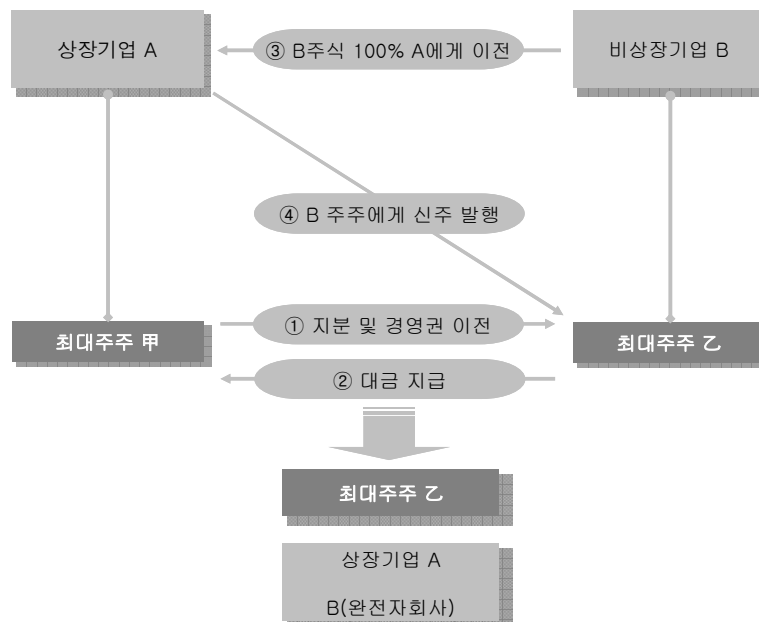 상장기업 A
③ B주식 100% A에게 이전
비상장기업 B
④ B 주주에게 신주 발행
최대주주 甲
① 지분 및 경영권 이전
최대주주 乙
② 대금 지급
최대주주 乙
상장기업 A
B(완전자회사)